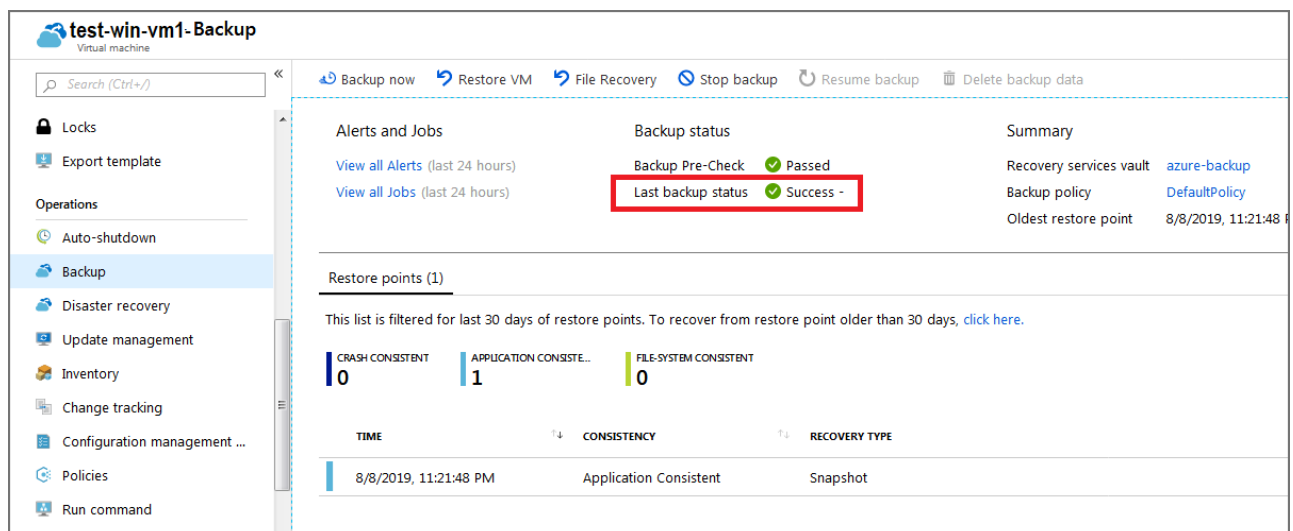 test-win-vm1-Backup
Virtual machine
Search (Ctrl+/)
«
Backup now Restore VM File Recovery Stop backup Resume backup Delete backup data
Locks
Export template
Operations
Auto-shutdown
Backup
Disaster recovery
Update management
Inventory
Change tracking
Configuration management ...
Policies
Run command
Alerts and Jobs
View all Alerts (last 24 hours)
View all Jobs (last 24 hours)
Backup status
Backup Pre-Check Passed
Last backup status Success -
Summary
Recovery services vault azure-backup
Backup policy DefaultPolicy
Oldest restore point 8/8/2019, 11:21:48
Restore points (1)
This list is filtered for last 30 days of restore points. To recover from restore point older than 30 days, click here.
CRASH CONSISTENT
0
APPLICATION CONSISTE...
1
FILE-SYSTEM CONSISTENT
0
TIME CONSISTENCY RECOVERY TYPE
8/8/2019, 11:21:48 PM Application Consistent Snapshot